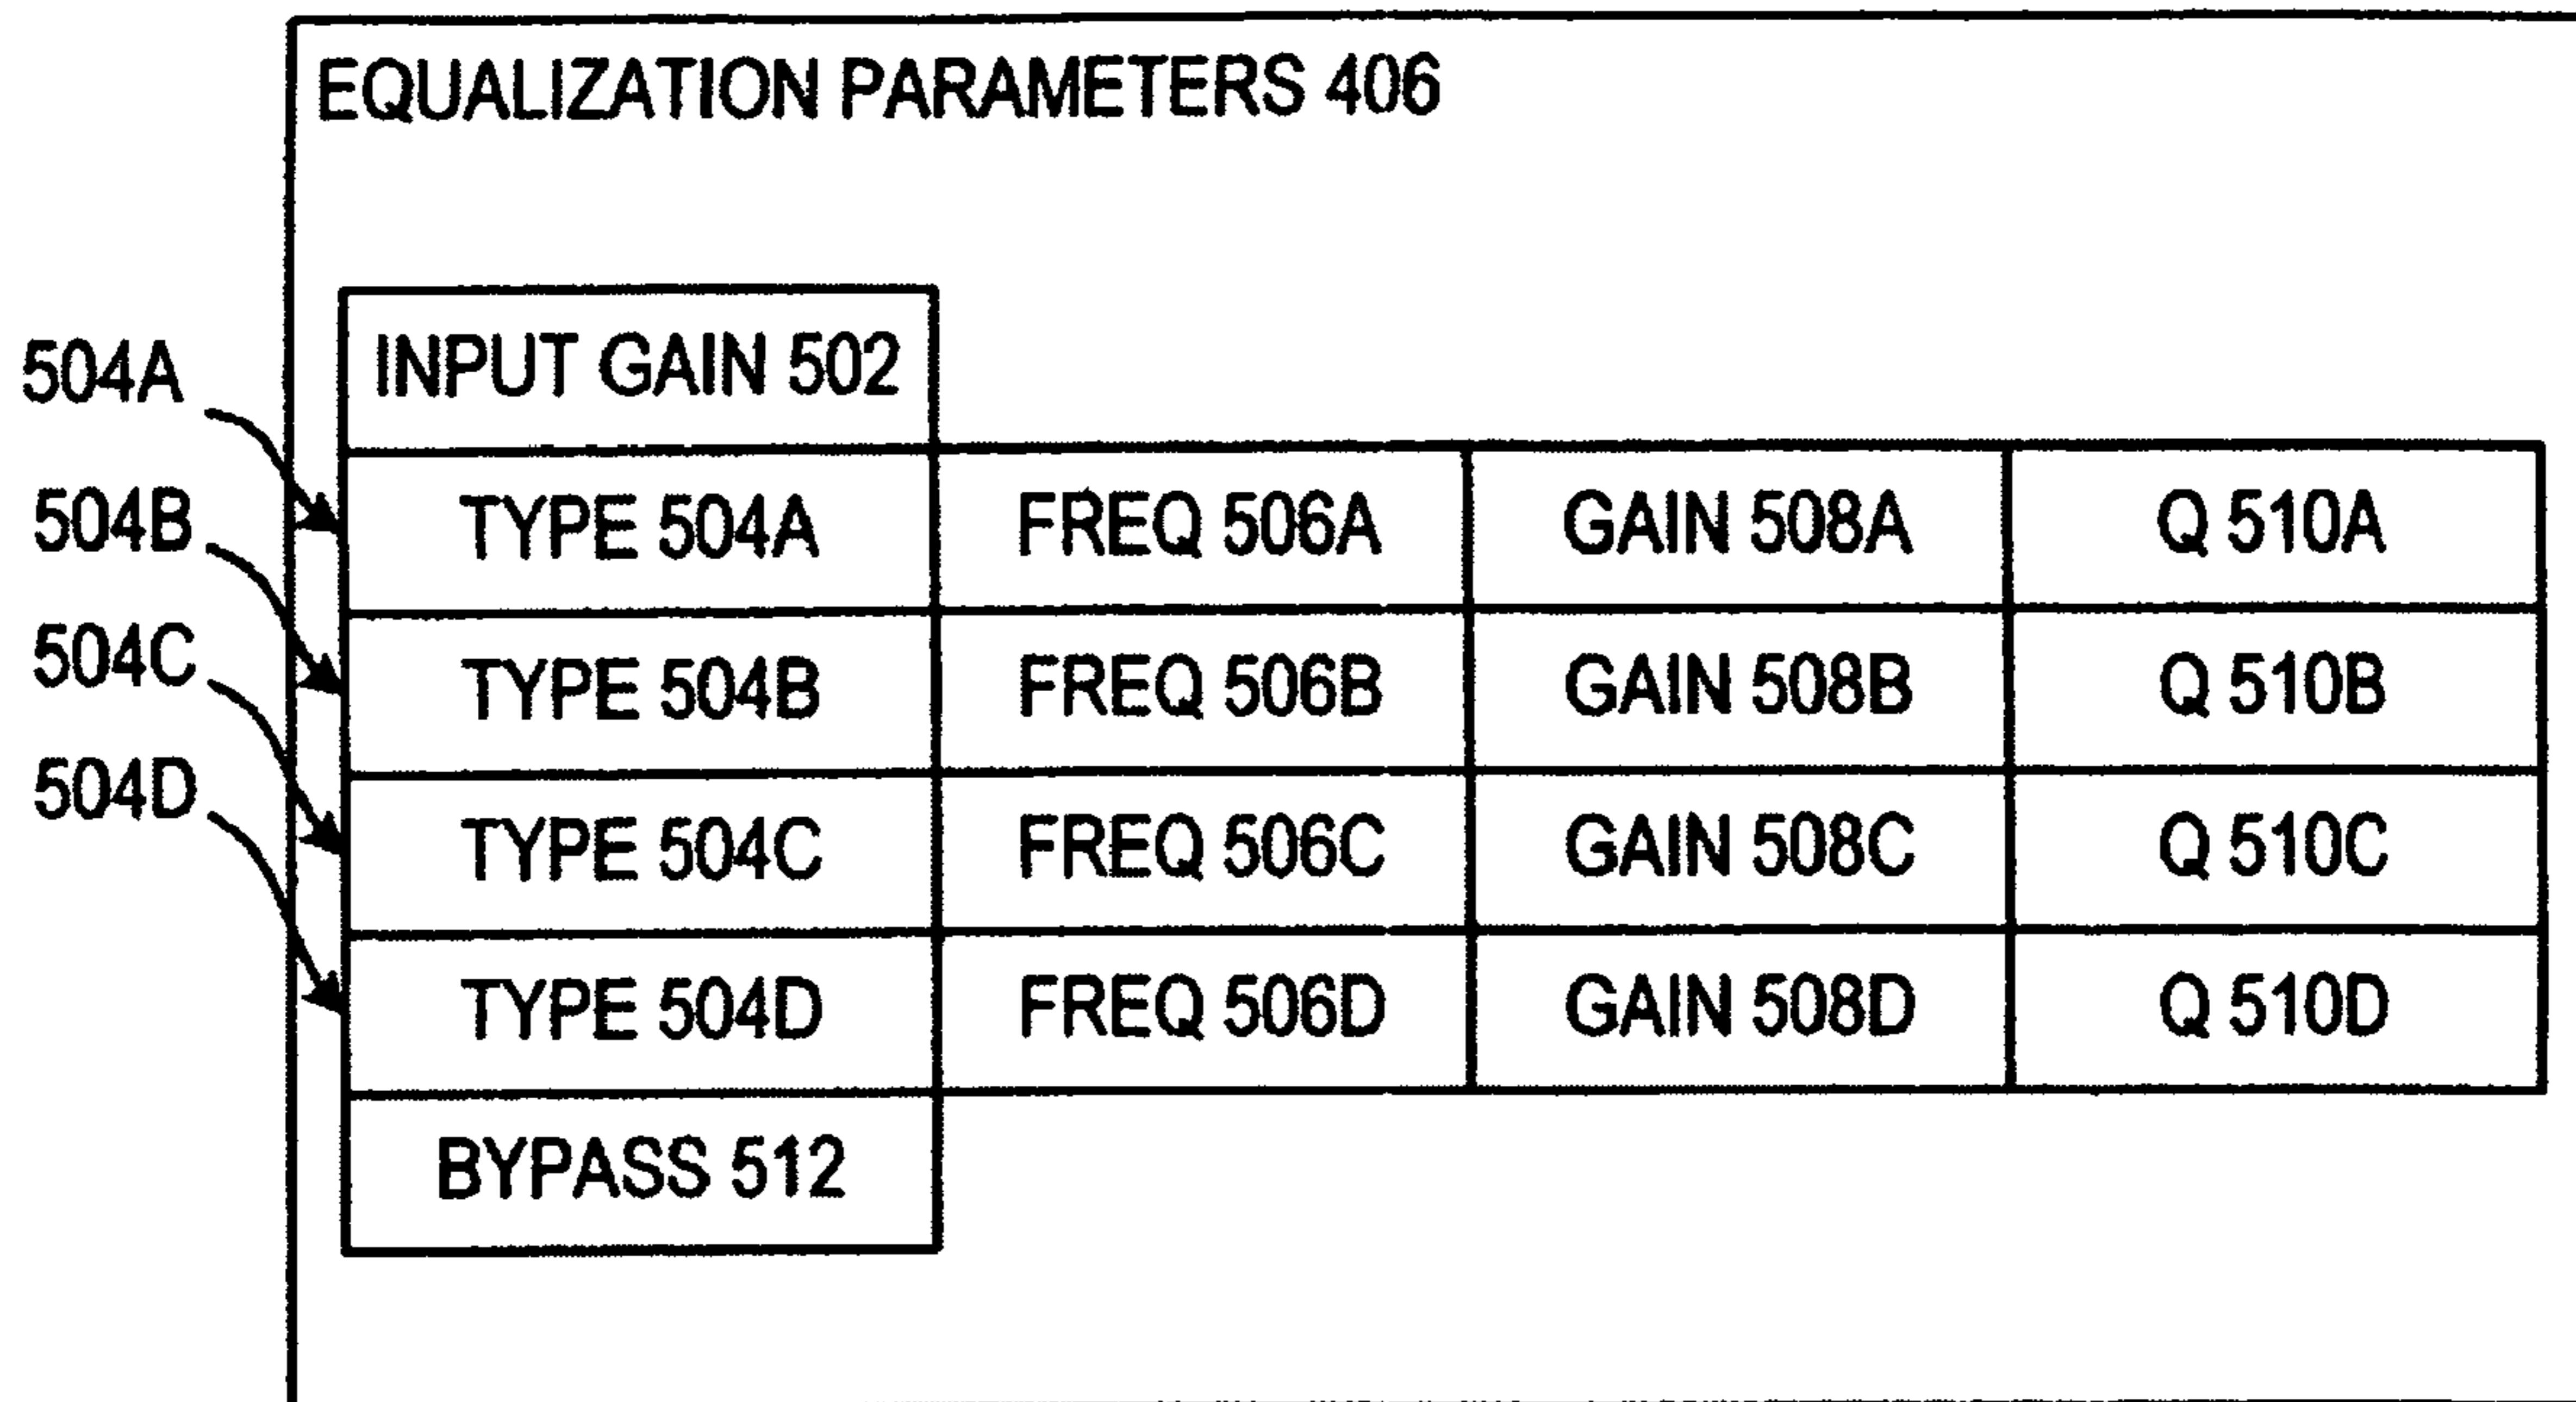 EQUALIZATION PARAMETERS 406
INPUT GAIN 502
504A
TYPE 504A FREQ 506A GAIN 508A Q 510A
504B
TYPE 504B FREQ 506B GAIN 508B Q 510B
504C
TYPE 504C FREQ 506C GAIN 508C Q 510C
504D
TYPE 504D FREQ 506D GAIN 508D Q 510D
BYPASS 512